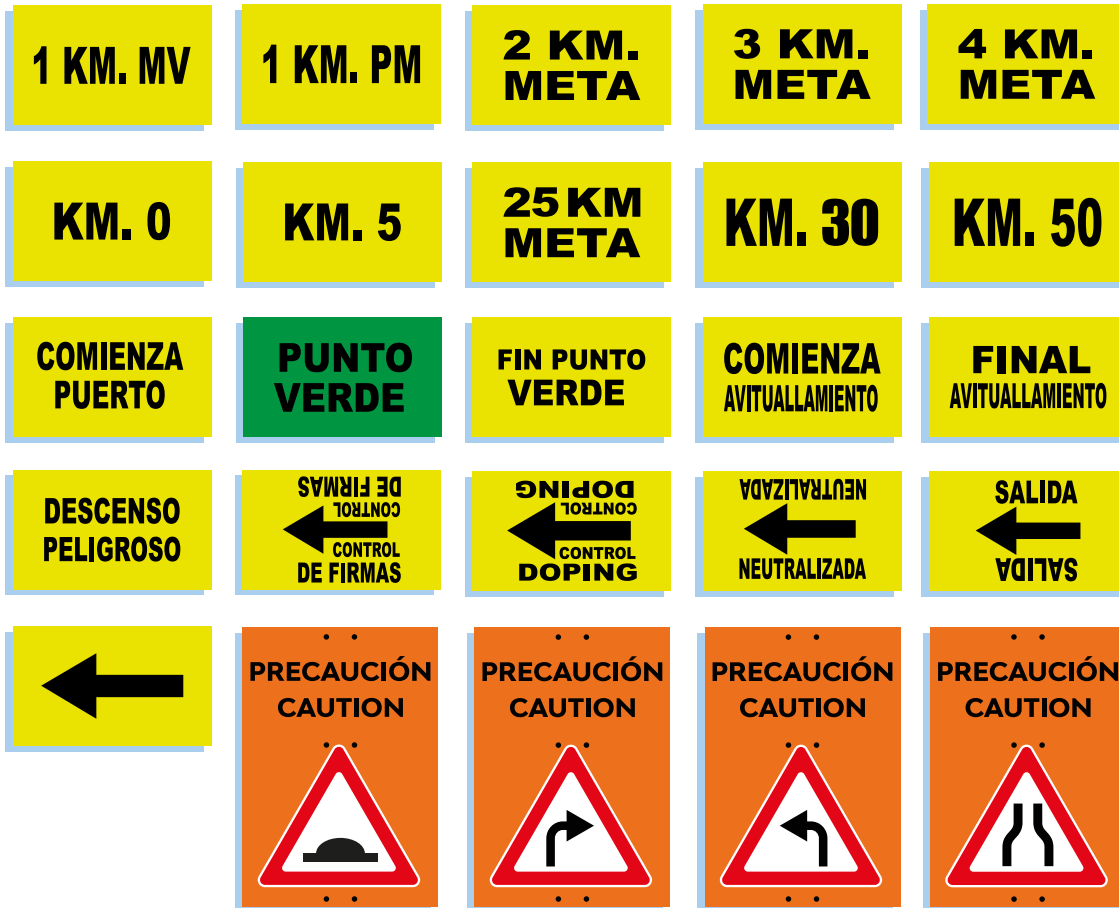 1 KM. MV
1 KM. PM
2 KM.
META
3 KM.
META
4 KM.
META
KM. 0
KM. 5
25 KM
META
KM. 30
KM. 50
COMIENZA
PUERTO
PUNTO
VERDE
FIN PUNTO
VERDE
COMIENZA
AVITUALLAMIENTO
FINAL
AVITUALLAMIENTO
DESCENSO
PELIGROSO
DE FIRMAS
CONTROL
CONTROL
DE FIRMAS
DOPING
CONTROL
CONTROL
DOPING
NEUTRALIZADA
NEUTRALIZADA
SALIDA
SALIDA
PRECAUCIÓN
CAUTION
PRECAUCIÓN
CAUTION
PRECAUCIÓN
CAUTION
PRECAUCIÓN
CAUTION